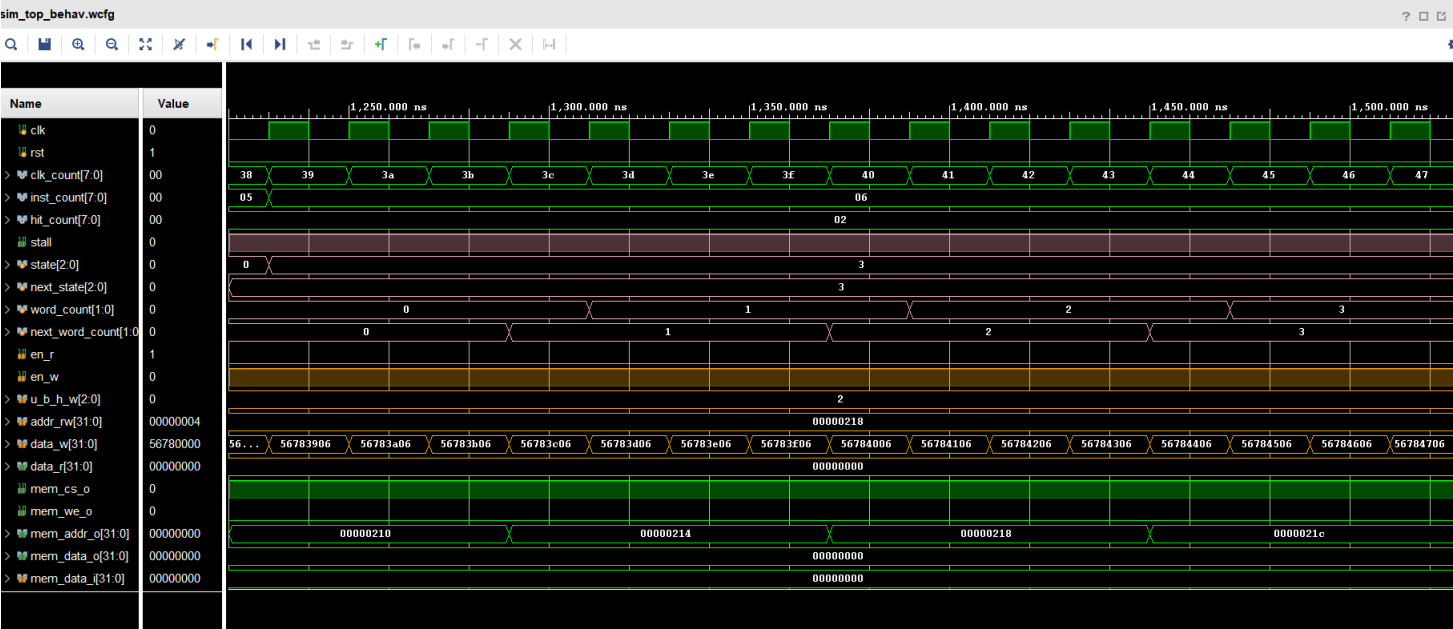 sim_top_behav.wcfg ?
Name Value 1,250.000 ns 1,300.000 ns 1,350.000 ns 1,400.000 ns 1,450.000 ns 1,500.000 ns
clk 0
rst 1
clk_count[7:0] 00 38 39 3a 3b 3c 3d 3e 3f 40 41 42 43 44 45 46 47
inst_count[7:0] 00 05 06
hit_count[7:0] 00 02
stall 0
state[2:0] 0 0 3
next_state[2:0] 0 3
word_count[1:0] 0 0 1 2 3
next_word_count[1:0 0 0 1 2 3
en_r 1
en_w 0
u_b_h_w[2:0] 0 2
addr_rw[31:0] 00000004 00000218
data_w[31:0] 56780000 56... 56783906 56783a06 56783b06 56783c06 56783d06 56783e06 56783f06 56784006 56784106 56784206 56784306 56784406 56784506 56784606 56784706
data_r[31:0] 00000000 00000000
mem_cs_o 0
mem_we_o 0
mem_addr_o[31:0] 00000000 00000210 00000214 00000218 0000021c
mem_data_o[31:0] 00000000 00000000
mem_data_i[31:0] 00000000 00000000